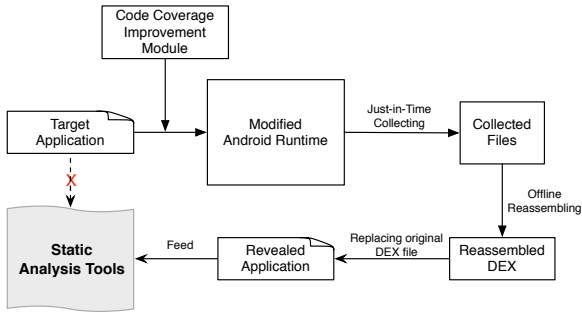 Code Coverage
Improvement
Module
Target
Application
Modified
Android Runtime
Just-in-Time
Collecting
Collected
Files
X
Offline
Reassembling
Static
Analysis Tools
Feed
Revealed
Application
Replacing original
DEX file
Reassembled
DEX